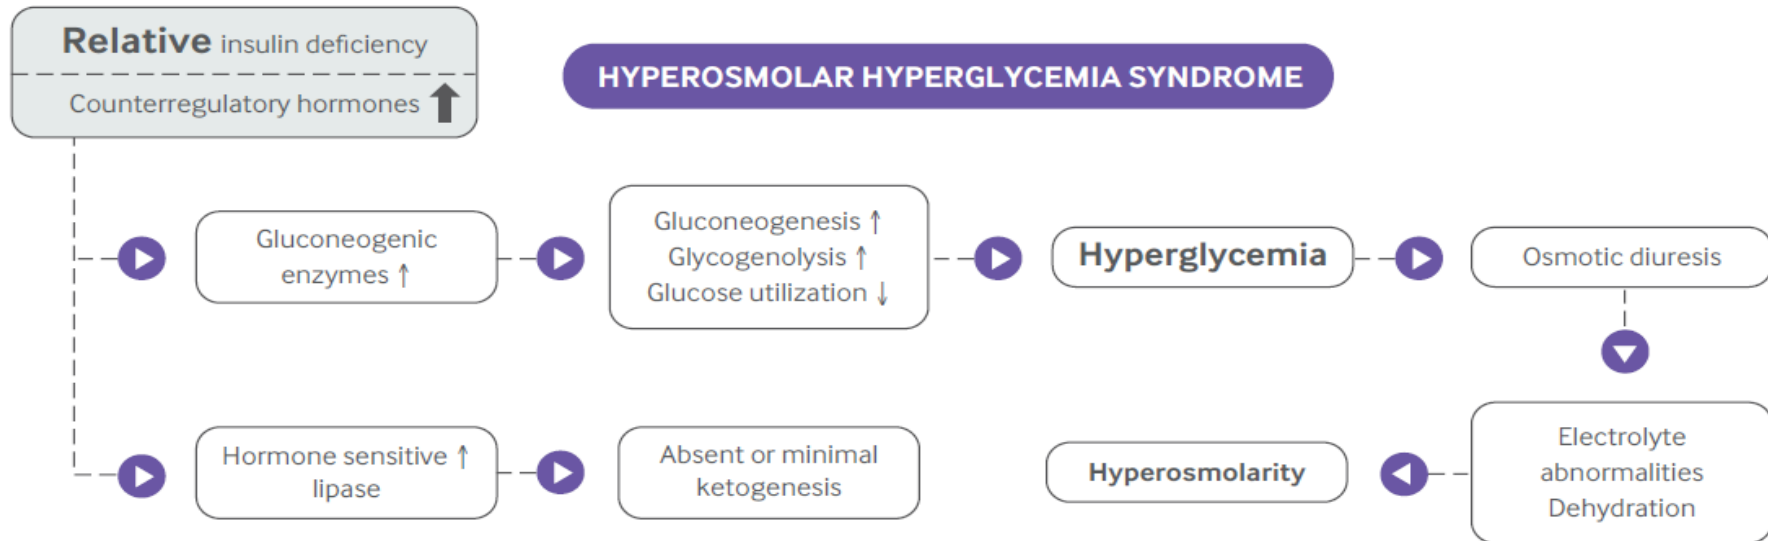 Relative insulin deficiency
Counterregulatory hormones ⬆
HYPEROSMOLAR HYPERGLYCEMIA SYNDROME
Gluconeogenic
enzymes ↑
Gluconeogenesis ↑
Glycogenolysis ↑
Glucose utilization ↓
Hyperglycemia
Osmotic diuresis
Hormone sensitive ↑
lipase
Absent or minimal
ketogenesis
Hyperosmolarity
Electrolyte
abnormalities
Dehydration